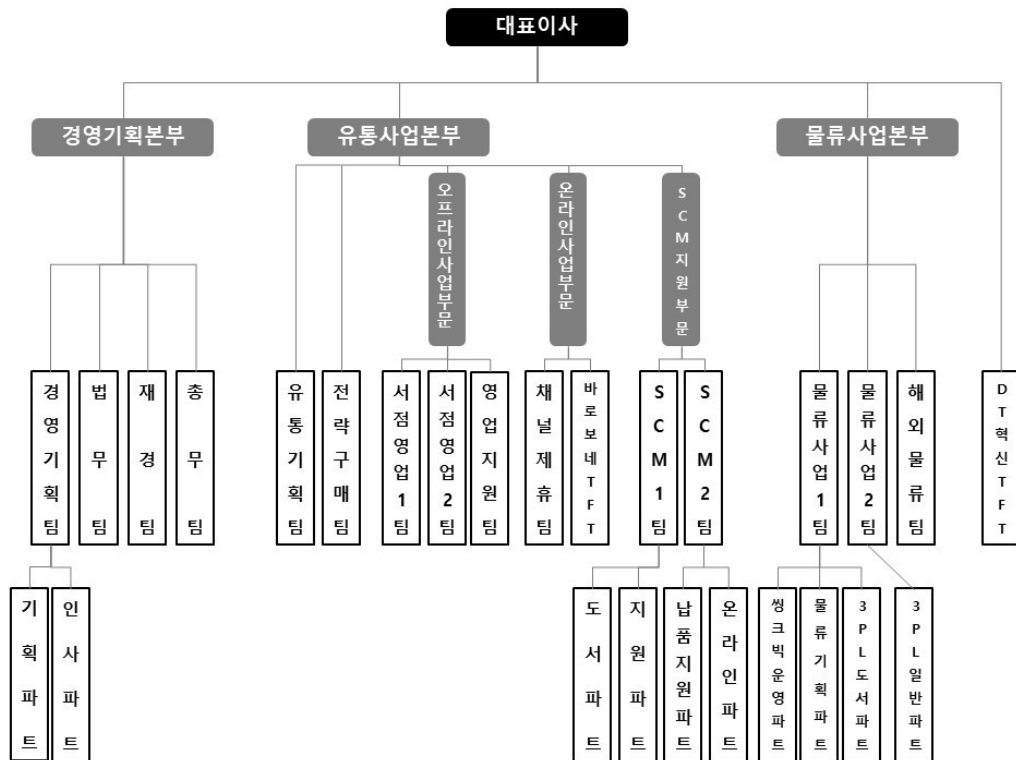 대표이사
경영기획본부
유통사업본부
물류사업본부
오프라인사업부문
온라인사업부문
SCM지원부문
경영기획팀
법무팀
재경팀
총무팀
유통기획팀
전략구매팀
서점영업1팀
서점영업2팀
영업지원팀
채널제휴팀
바로보네TFT
SCM1팀
SCM2팀
물류사업1팀
물류사업2팀
해외물류팀
DT혁신TFT
기획파트
인사파트
도서파트
지원파트
납품지원파트
온라인파트
씽크빅운영파트
물류기획파트
3PL도서파트
3PL일반파트